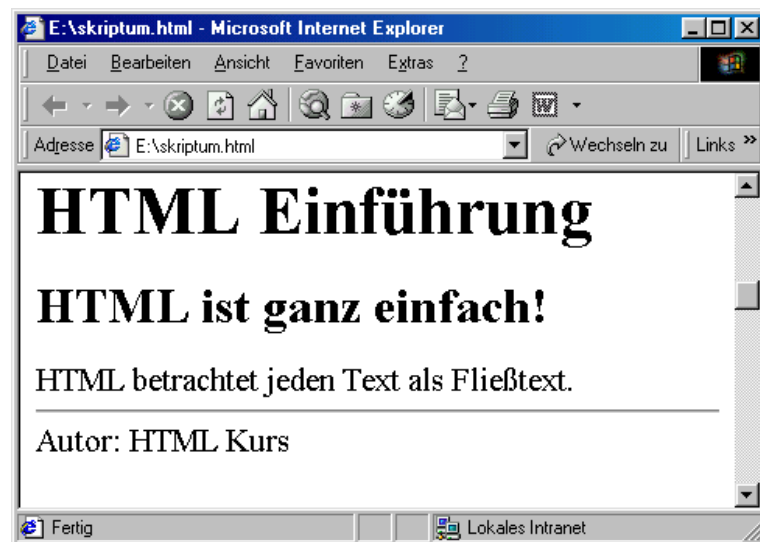 E:\skriptum.html - Microsoft Internet Explorer
Datei Bearbeiten Ansicht Favoriten Extras ?
Adresse E:\skriptum.html Wechseln zu Links »
HTML Einführung
HTML ist ganz einfach!
HTML betrachtet jeden Text als Fließtext.
Autor: HTML Kurs
Fertig Lokales Intranet